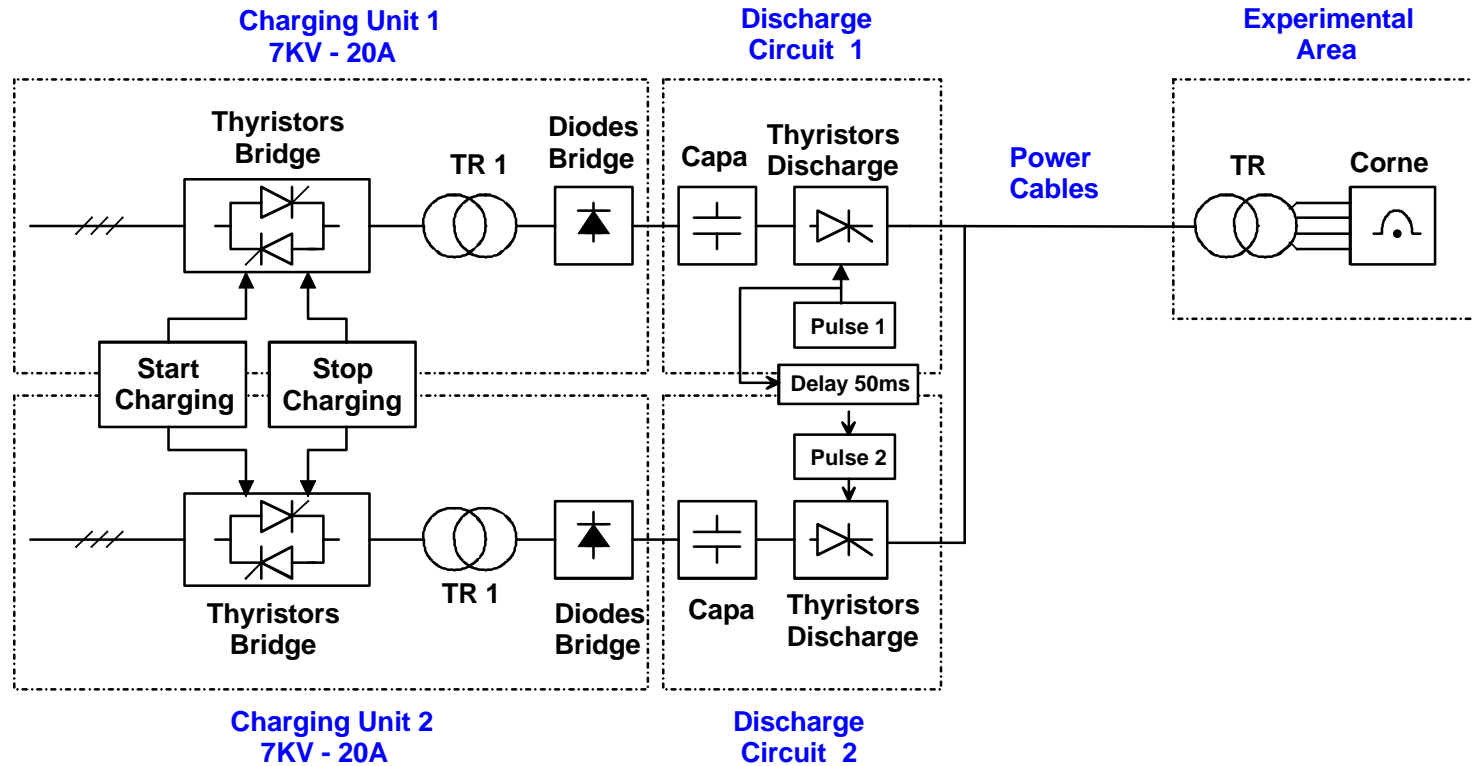 Charging Unit 1
7KV - 20A
Discharge
Circuit 1
Experimental
Area
Thyristors
Bridge
TR 1
Diodes
Bridge
Capa
Thyristors
Discharge
Power
Cables
TR
Corne
Pulse 1
Start
Charging
Stop
Charging
Delay 50ms
Pulse 2
Thyristors
Bridge
TR 1
Diodes
Bridge
Capa
Thyristors
Discharge
Charging Unit 2
7KV - 20A
Discharge
Circuit 2